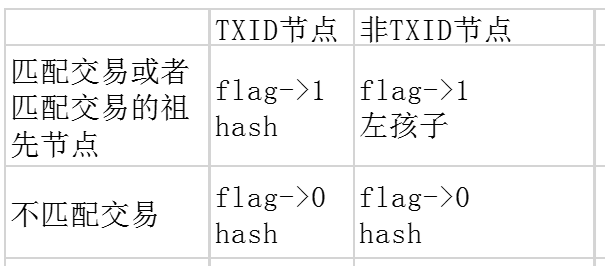 TXID节点 非TXID节点
匹配交易或者
匹配交易的祖
先节点
flag->1
hash
flag->1
左孩子
不匹配交易
flag->0
hash
flag->0
hash